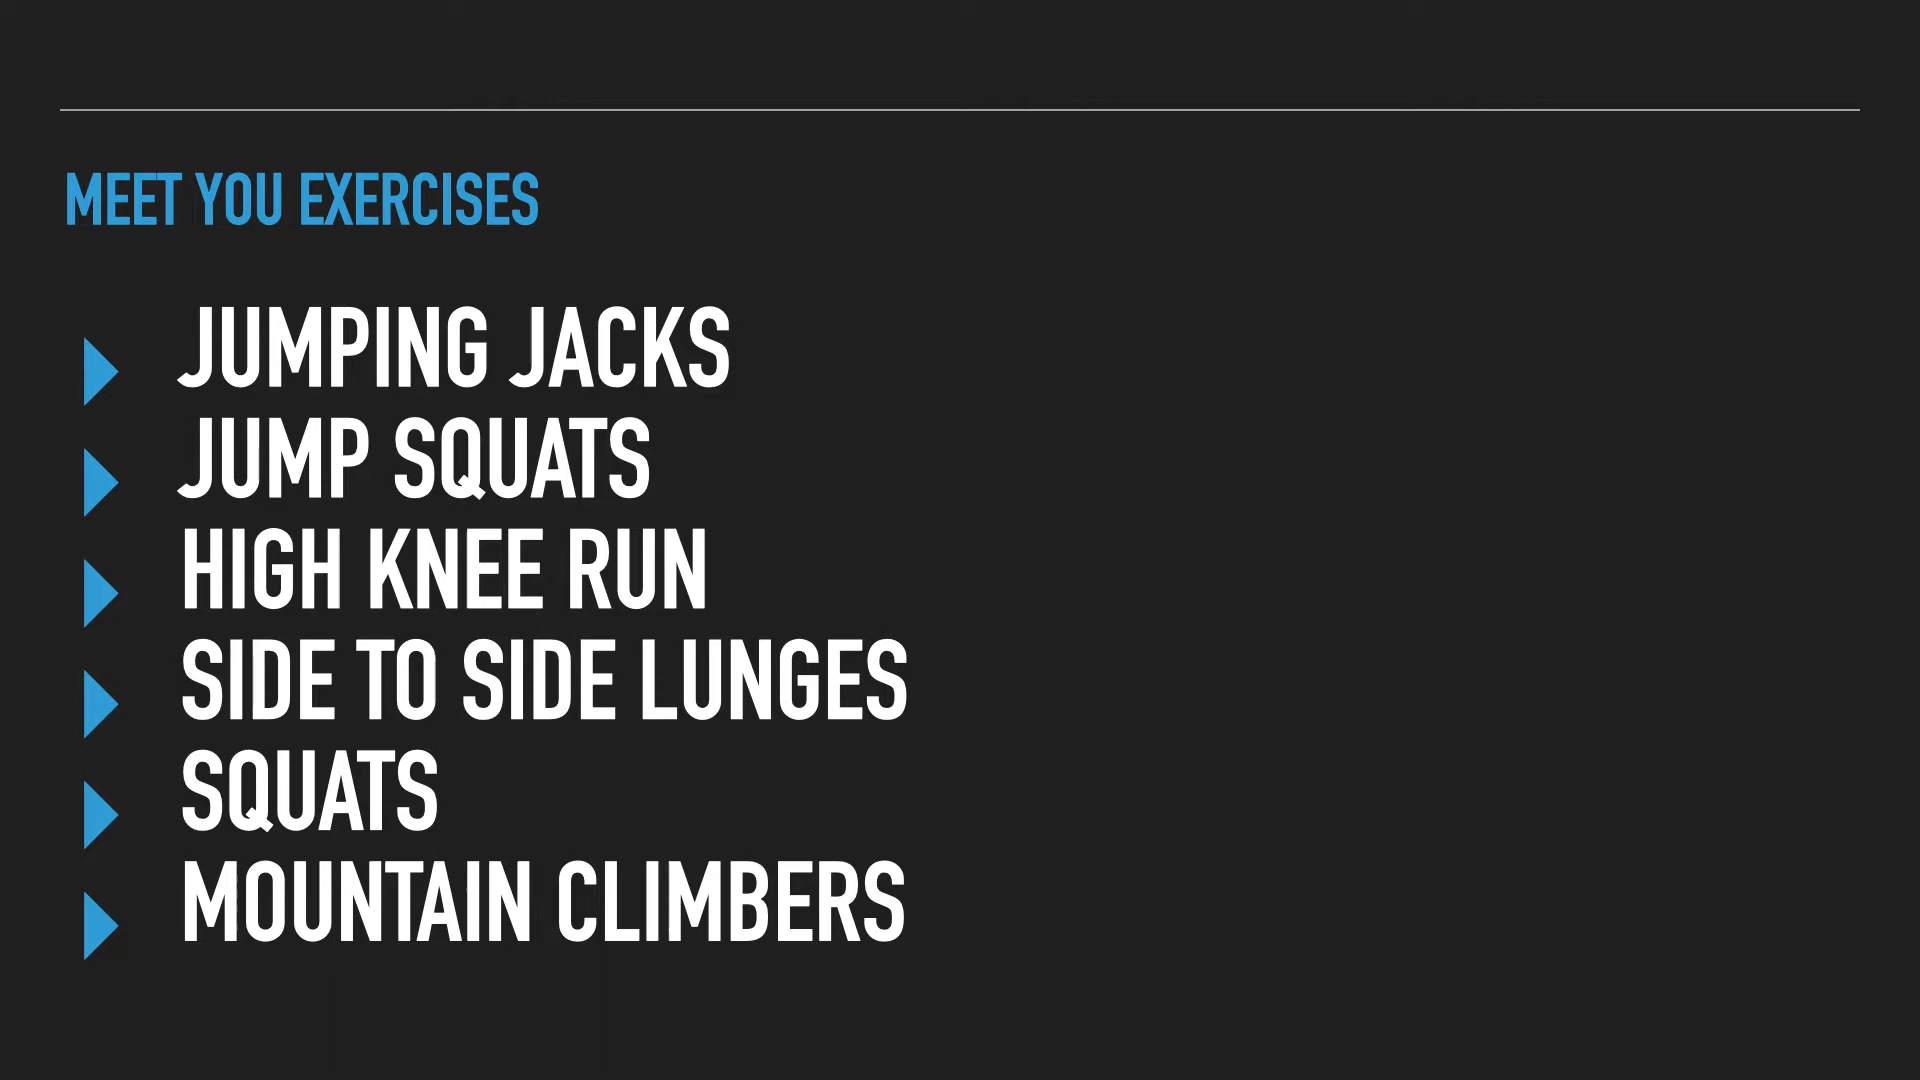 MEET YOU EXERCISES
JUMPING JACKS
JUMP SQUATS
HIGH KNEE RUN
SIDE TO SIDE LUNGES
SQUATS
MOUNTAIN CLIMBERS